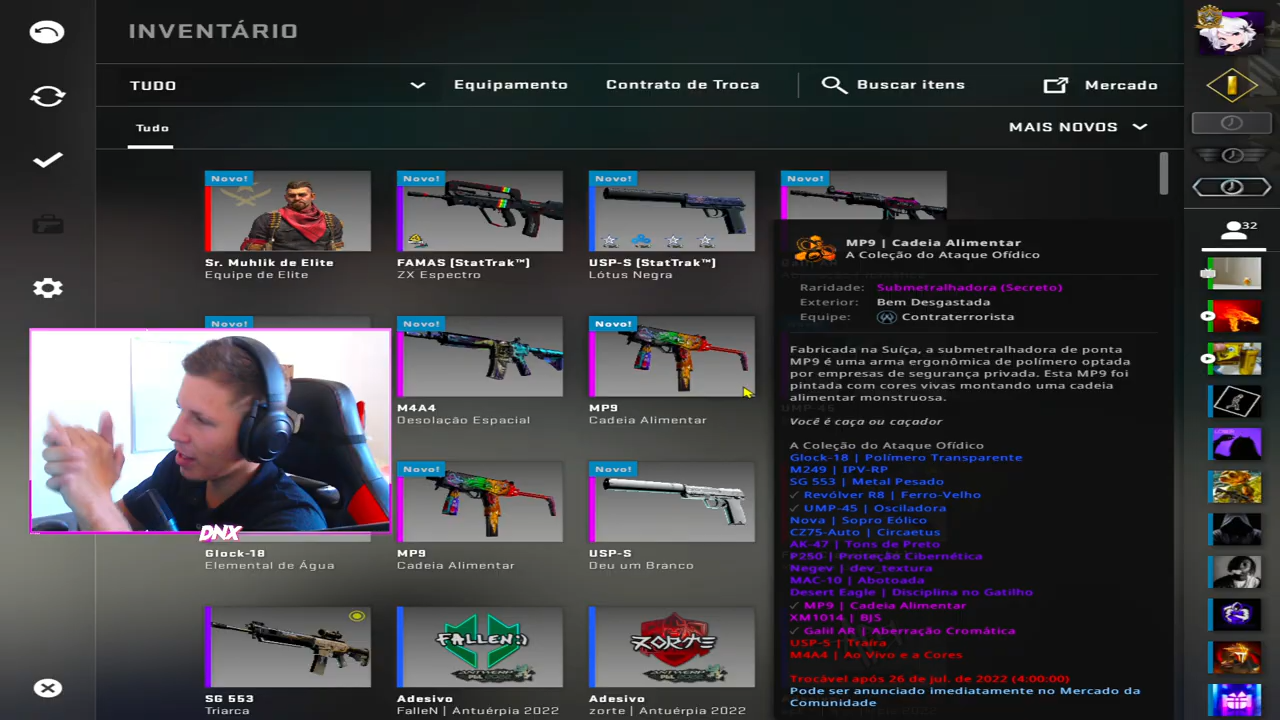 INVENTÁRIO
TUDO
Equipamento
Contrato de Troca
Buscar itens
Mercado
Tudo
MAIS NOVOS
32
Novo!
Sr. Muhlik de Elite
Equipe de Elite
Novo!
FAMAS (StatTrak™)
ZX Espectro
Novo!
USP-S (StatTrak™)
Lótus Negra
Novo!
Novo!
Novo!
M4A4
Desolação Espacial
Novo!
MP9
Cadeia Alimentar
Glock-18
Elemental de Água
Novo!
MP9
Cadeia Alimentar
Novo!
USP-S
Deu um Branco
SG 553
Triarca
FALLEN:)
Adesivo
FalleN | Antuérpia 2022
ZORTE
Adesivo
zorte | Antuérpia 2022
DNX
MP9 | Cadeia Alimentar
A Coleção do Ataque Ofídico
Raridade: Submetralhadora (Secreto)
Exterior: Bem Desgastada
Equipe: Contraterrorista
Fabricada na Suíça, a submetralhadora de ponta
MP9 é uma arma ergonômica de polímero optada
por empresas de segurança privada. Esta MP9 foi
pintada com cores vivas montando uma cadeia
alimentar monstruosa.
Você é caça ou caçador
A Coleção do Ataque Ofídico
Glock-18 | Polímero Transparente
M249 | IPV-RP
SG 553 | Metal Pesado
✓ Revólver R8 | Ferro-Velho
✓ UMP-45 | Osciladora
Nova | Sopro Eólico
CZ75-Auto | Circaetus
AK-47 | Tons de Preto
P250 | Proteção Cibernética
Negev | dev_textura
MAC-10 | Abotoada
Desert Eagle | Disciplina no Gatilho
✓ MP9 | Cadeia Alimentar
XM1014 | BJS
✓ Galil AR | Aberração Cromática
USP-S | Traíra
M4A4 | Ao Vivo e a Cores
Trocável após 26 de jul. de 2022 (4:00:00)
Pode ser anunciado imediatamente no Mercado da
Comunidade